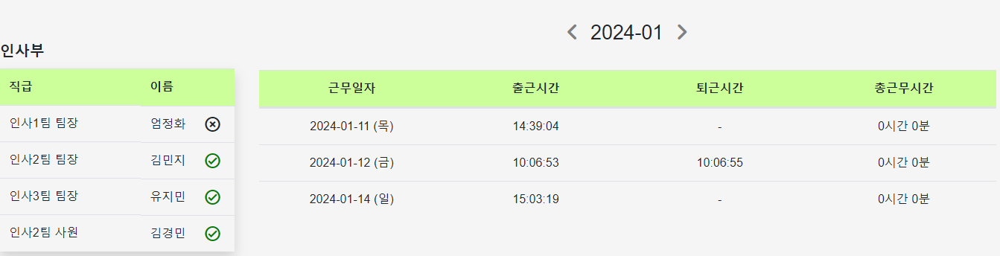 2024-01
인사부
직급 이름
인사1팀 팀장 엄정화
인사2팀 팀장 김민지
인사3팀 팀장 유지민
인사2팀 사원 김경민
근무일자 출근시간 퇴근시간 총근무시간
2024-01-11 (목) 14:39:04 - 0시간 0분
2024-01-12 (금) 10:06:53 10:06:55 0시간 0분
2024-01-14 (일) 15:03:19 - 0시간 0분